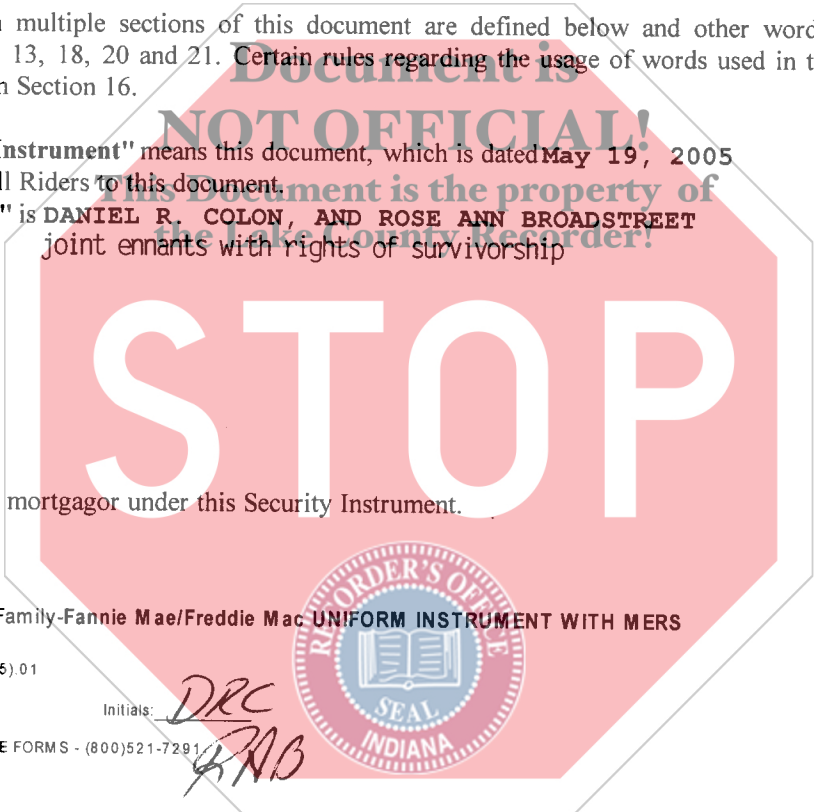 multiple sections of this document are defined below and other word
13, 18, 20 and 21. Certain rules regarding the usage of words used in t
Section 16.
Document is
NOT OFFICIAL!
Instrument" means this document, which is dated May 19, 2005
ll Riders to this document.
This Document is the property of
" is DANIEL R. COLON, AND ROSE ANN BROADSTREET
the Lake County Recorder!
joint ennants with rights of survivorship
STOP
mortgagor under this Security Instrument.
Family-Fannie Mae/Freddie Mac UNIFORM INSTRUMENT WITH MERS
5).01
Initials: DRC
E FORMS - (800)521-7291
RAB
RECORDER'S OFFICE
SEAL
INDIANA